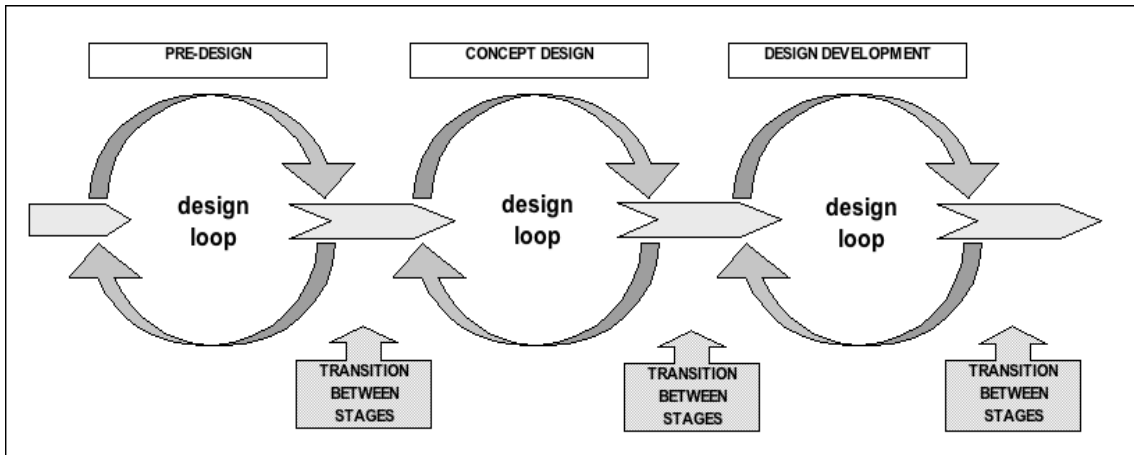 PRE-DESIGN
CONCEPT DESIGN
DESIGN DEVELOPMENT
design
loop
design
loop
design
loop
TRANSITION
BETWEEN
STAGES
TRANSITION
BETWEEN
STAGES
TRANSITION
BETWEEN
STAGES